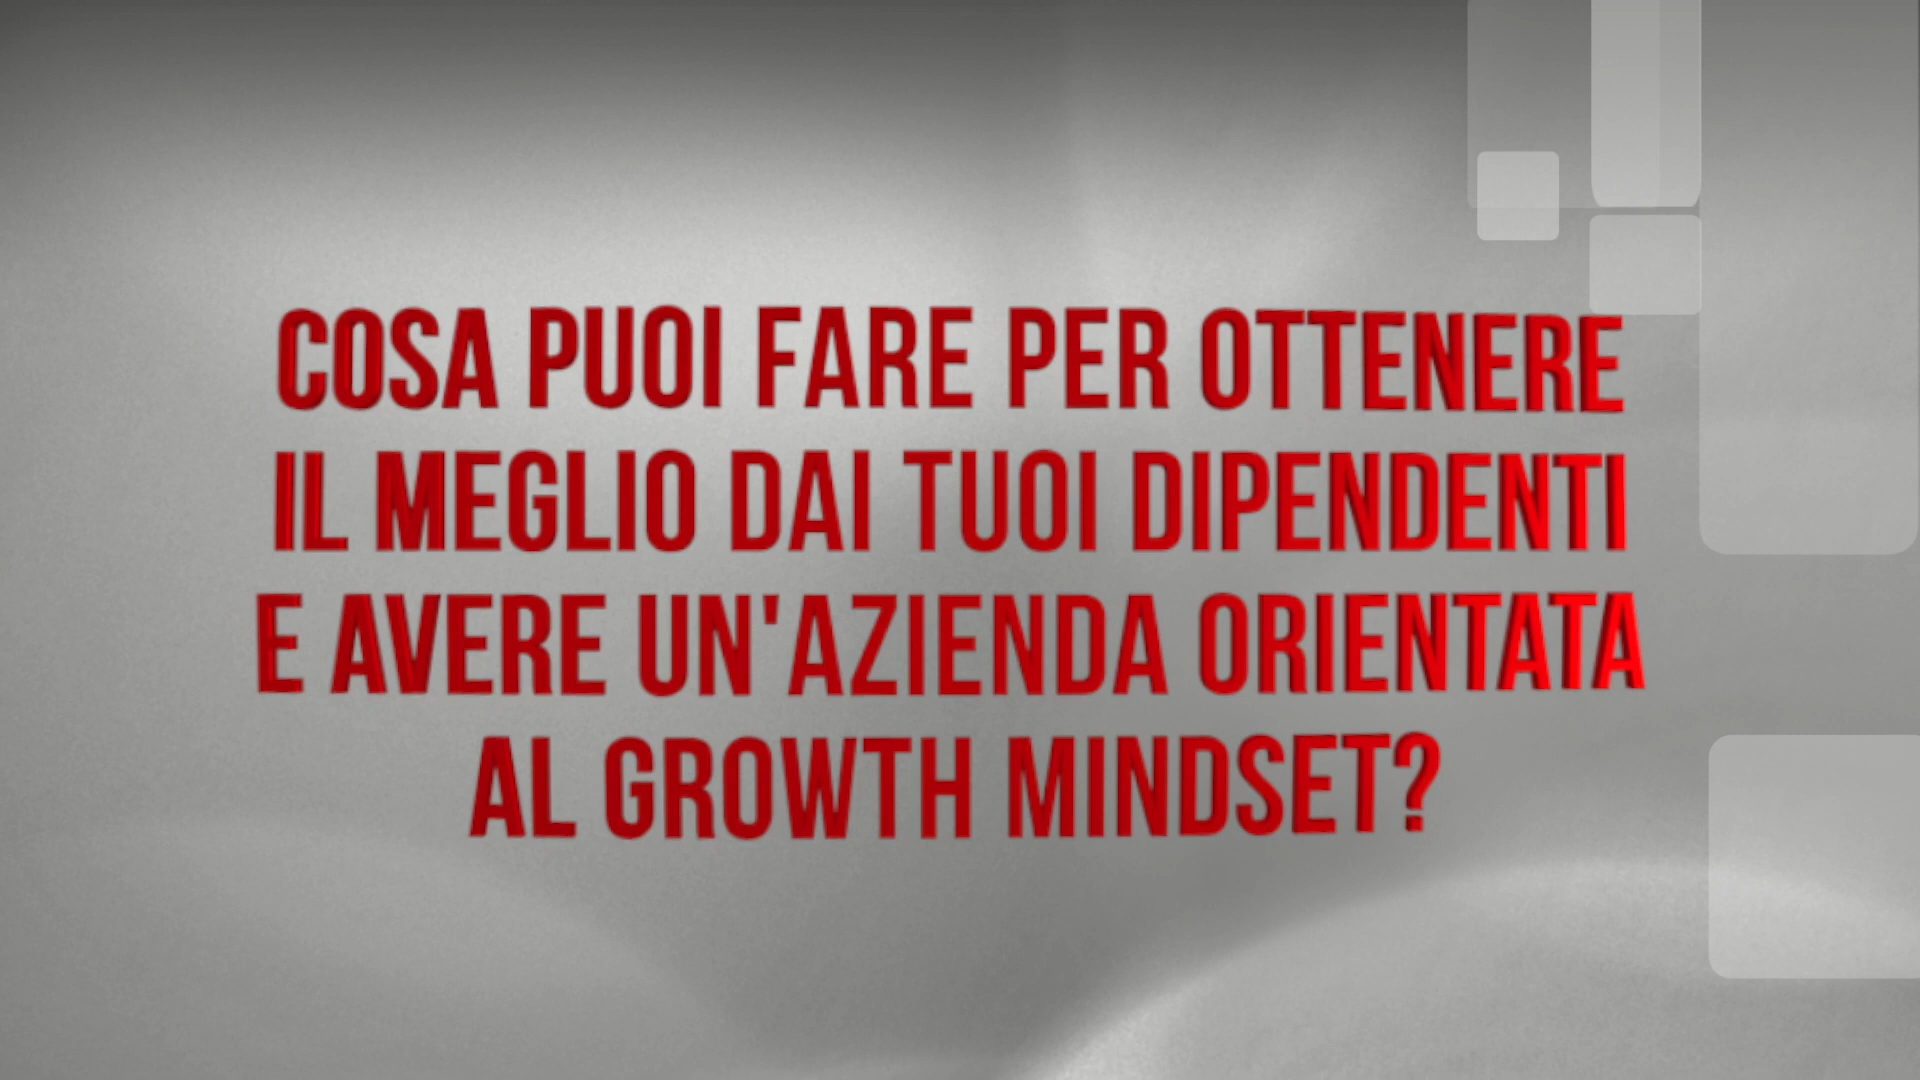 COSA PUOI FARE PER OTTENERE
IL MEGLIO DAI TUOI DIPENDENTI
E AVERE UN'AZIENDA ORIENTATA
AL GROWTH MINDSET?